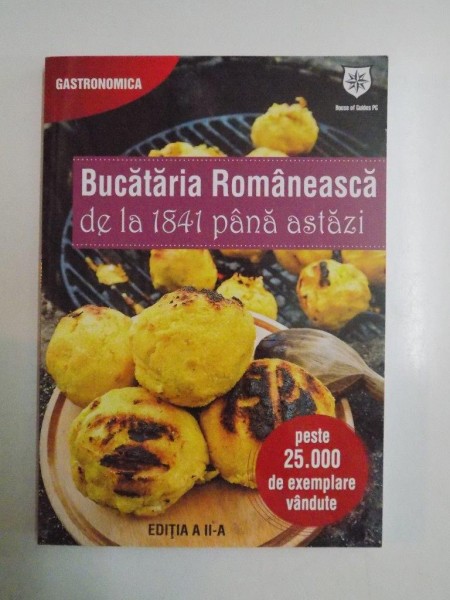 GASTRONOMICA
House of Guides PC
Bucătăria Românească
de la 1841 până astăzi
peste
25.000
de exemplare
vândute
EDIȚIA A II-A